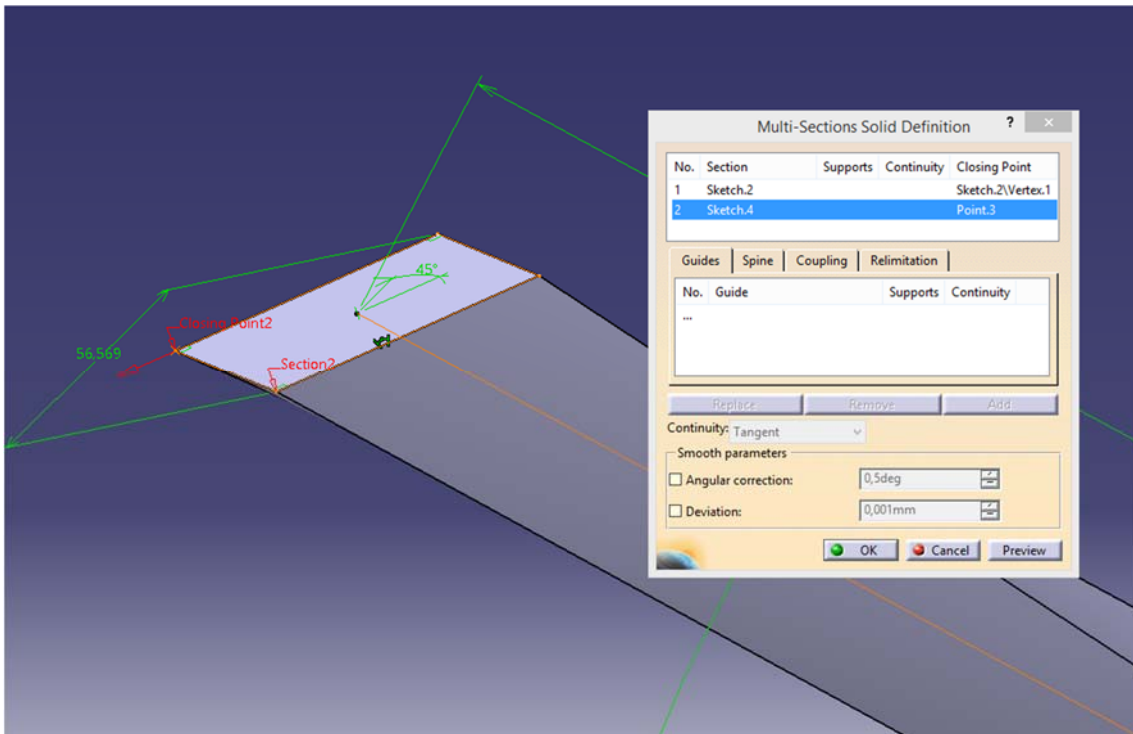 45°
Closing Point2
56,569
Section2
Multi-Sections Solid Definition ? ×
No. Section Supports Continuity Closing Point
1 Sketch.2 Sketch.2\Vertex.1
2 Sketch.4 Point.3
Guides Spine Coupling Relimitation
No. Guide Supports Continuity
...
Replace Remove Add
Continuity: Tangent
Smooth parameters
Angular correction: 0,5deg
Deviation: 0,001mm
OK Cancel Preview